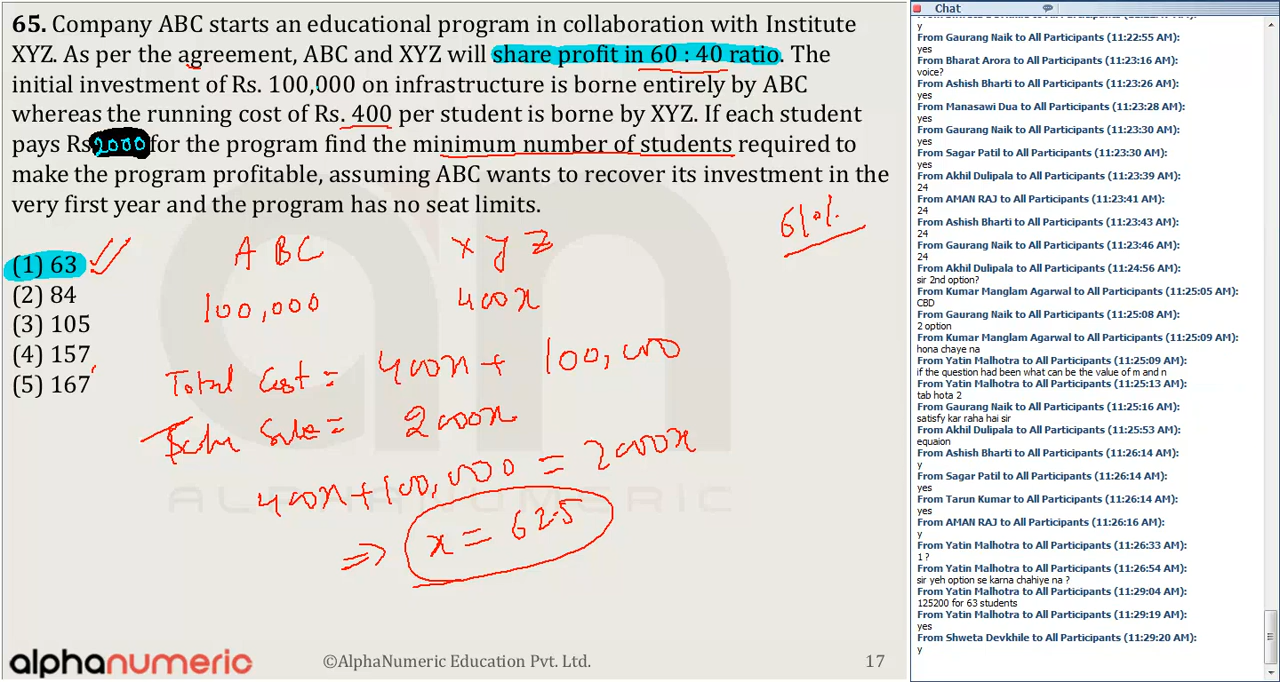 65. Company ABC starts an educational program in collaboration with Institute
XYZ. As per the agreement, ABC and XYZ will share profit in 60 : 40 ratio. The
initial investment of Rs. 100,000 on infrastructure is borne entirely by ABC
whereas the running cost of Rs. 400 per student is borne by XYZ. If each student
pays Rs 2000 for the program find the minimum number of students required to
make the program profitable, assuming ABC wants to recover its investment in the
very first year and the program has no seat limits.
61%
(1) 63
(2) 84
(3) 105
(4) 157
(5) 167
ABC XYZ
100,000 400x
Total Cost = 400x + 100,000
Sale = 2000x
400x + 100,000 = 2000x
⇒ x = 62.5
ALPHANUMERIC
alphanumeric
©AlphaNumeric Education Pvt. Ltd.
17
Chat
y
From Gaurang Naik to All Participants (11:22:55 AM):
yes
From Bharat Arora to All Participants (11:23:16 AM):
voice?
From Ashish Bharti to All Participants (11:23:26 AM):
yes
From Manasawi Dua to All Participants (11:23:28 AM):
yes
From Gaurang Naik to All Participants (11:23:30 AM):
yes
From Sagar Patil to All Participants (11:23:30 AM):
yes
From Akhil Dulipala to All Participants (11:23:39 AM):
24
From AMAN RAJ to All Participants (11:23:41 AM):
24
From Ashish Bharti to All Participants (11:23:43 AM):
24
From Gaurang Naik to All Participants (11:23:46 AM):
24
From Akhil Dulipala to All Participants (11:24:56 AM):
sir 2nd option?
From Kumar Manglam Agarwal to All Participants (11:25:05 AM):
CBD
From Gaurang Naik to All Participants (11:25:08 AM):
2 option
From Kumar Manglam Agarwal to All Participants (11:25:09 AM):
hona chaye na
From Yatin Malhotra to All Participants (11:25:09 AM):
if the question had been what can be the value of m and n
From Yatin Malhotra to All Participants (11:25:13 AM):
tab hota 2
From Gaurang Naik to All Participants (11:25:16 AM):
satisfy kar raha hai sir
From Akhil Dulipala to All Participants (11:25:53 AM):
equaion
From Ashish Bharti to All Participants (11:26:14 AM):
y
From Sagar Patil to All Participants (11:26:14 AM):
yes
From Tarun Kumar to All Participants (11:26:14 AM):
yes
From AMAN RAJ to All Participants (11:26:16 AM):
y
From Yatin Malhotra to All Participants (11:26:33 AM):
1 ?
From Yatin Malhotra to All Participants (11:26:54 AM):
sir yeh option se karna chahiye na ?
From Yatin Malhotra to All Participants (11:29:04 AM):
125200 for 63 students
From Yatin Malhotra to All Participants (11:29:19 AM):
yes
From Shweta Devkhile to All Participants (11:29:20 AM):
y